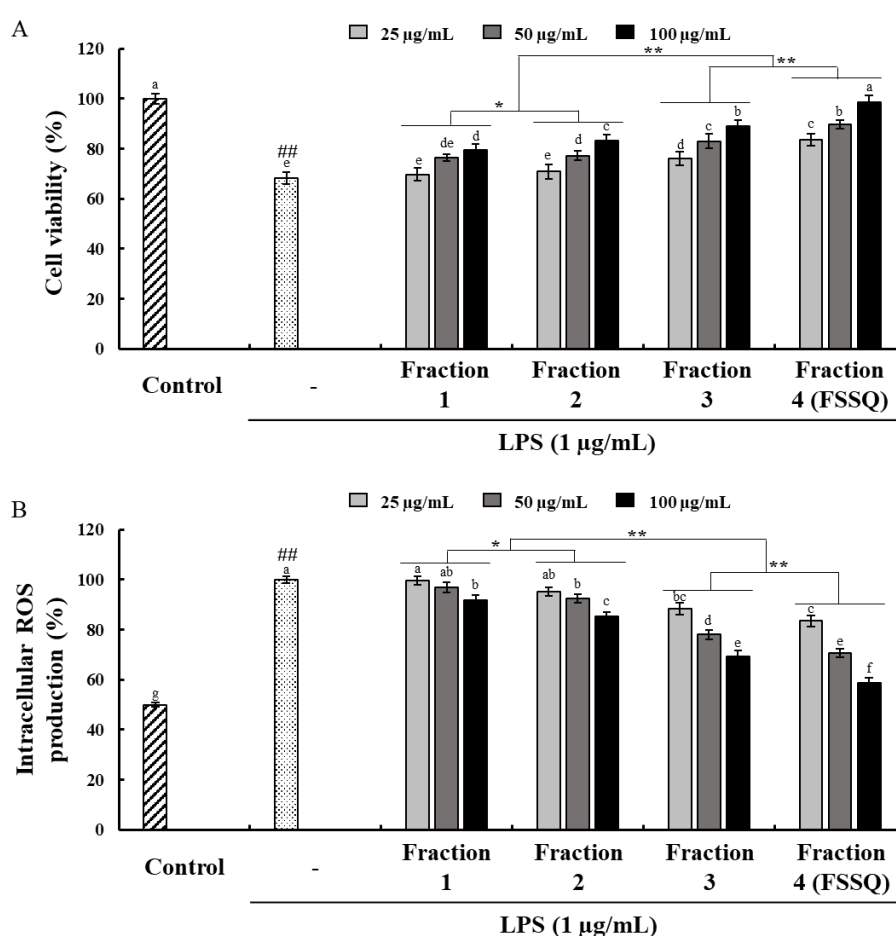 A
25 µg/mL 50 µg/mL 100 µg/mL
Cell viability (%)
120
100
80
60
40
20
0
a
##
e
e de d
*
e d c
**
d c b
**
c b a
Control
-
Fraction 1
Fraction 2
Fraction 3
Fraction 4 (FSSQ)
LPS (1 µg/mL)
B
25 µg/mL 50 µg/mL 100 µg/mL
Intracellular ROS
production (%)
120
100
80
60
40
20
0
g
##
a
a ab b
*
ab b c
**
bc d e
**
c e f
Control
-
Fraction 1
Fraction 2
Fraction 3
Fraction 4 (FSSQ)
LPS (1 µg/mL)